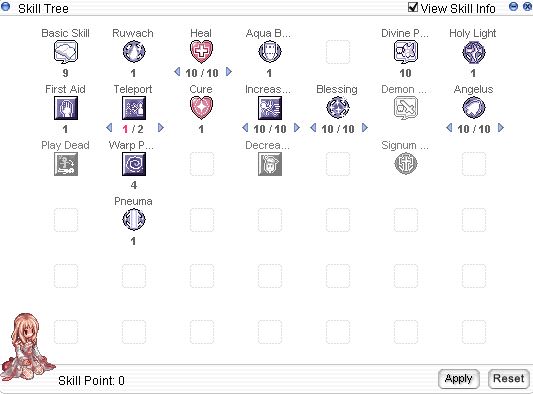 Skill Tree
View Skill Info
Basic Skill Ruwach Heal Aqua B... Divine P... Holy Light
9 1 10 / 10 1 10 1
First Aid Teleport Cure Increas... Blessing Demon ... Angelus
1 1 / 2 1 10 / 10 10 / 10 10 / 10
Play Dead Warp P... Decrea... Signum ...
4
Pneuma
1
Skill Point: 0
Apply Reset